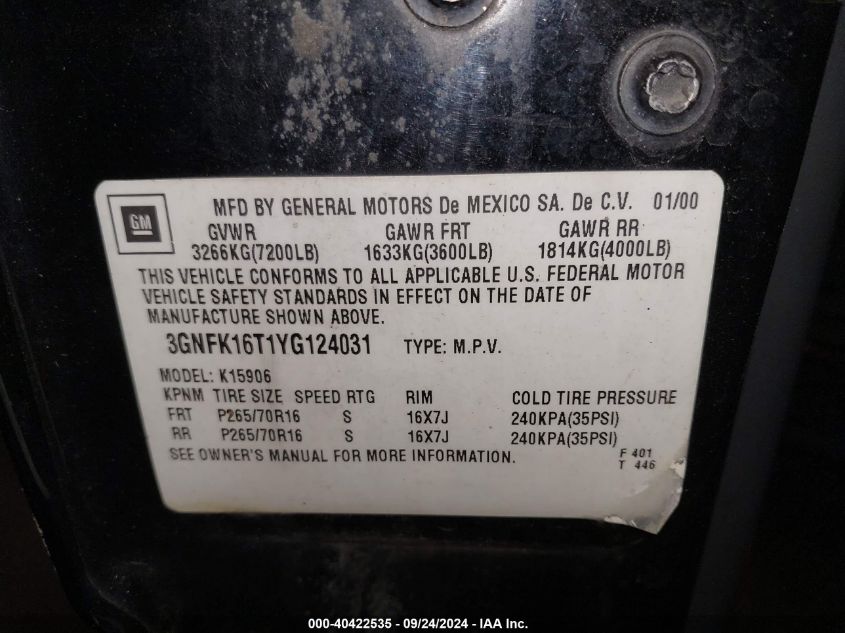 GM
MFD BY GENERAL MOTORS De MEXICO SA. De C.V. 01/00
GVWR GAWR FRT GAWR RR
3266KG(7200LB) 1633KG(3600LB) 1814KG(4000LB)
THIS VEHICLE CONFORMS TO ALL APPLICABLE U.S. FEDERAL MOTOR
VEHICLE SAFETY STANDARDS IN EFFECT ON THE DATE OF
MANUFACTURE SHOWN ABOVE.
3GNFK16T1YG124031 TYPE: M.P.V.
MODEL: K15906
KPNM TIRE SIZE SPEED RTG RIM COLD TIRE PRESSURE
FRT P265/70R16 S 16X7J 240KPA(35PSI)
RR P265/70R16 S 16X7J 240KPA(35PSI)
SEE OWNER'S MANUAL FOR MORE INFORMATION.
F 401
T 446
000-40422535 - 09/24/2024 - IAA Inc.